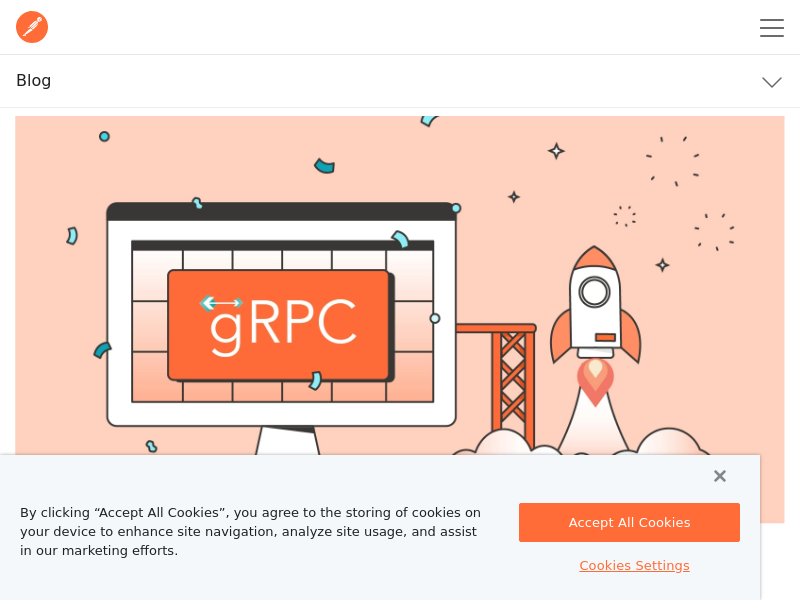 Blog
gRPC
By clicking “Accept All Cookies”, you agree to the storing of cookies on
your device to enhance site navigation, analyze site usage, and assist
in our marketing efforts.
Accept All Cookies
Cookies Settings